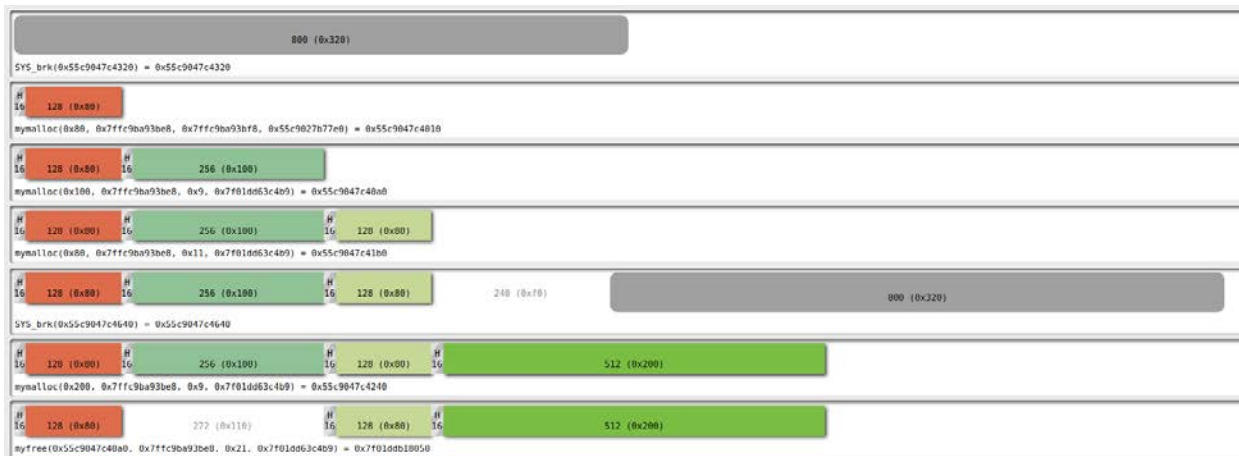 800 (0x320)
SYS_brk(0x55c9047c4320) = 0x55c9047c4320
H
16 128 (0x80)
mymalloc(0x80, 0x7ffc9ba93be8, 0x7ffc9ba93bf8, 0x55c9027b77e0) = 0x55c9047c4010
H H
16 128 (0x80) 16 256 (0x100)
mymalloc(0x100, 0x7ffc9ba93be8, 0x9, 0x7f01dd63c4b9) = 0x55c9047c40a0
H H H
16 128 (0x80) 16 256 (0x100) 16 128 (0x80)
mymalloc(0x80, 0x7ffc9ba93be8, 0x11, 0x7f01dd63c4b9) = 0x55c9047c41b0
H H H
16 128 (0x80) 16 256 (0x100) 16 128 (0x80) 240 (0xf0) 800 (0x320)
SYS_brk(0x55c9047c4640) = 0x55c9047c4640
H H H H
16 128 (0x80) 16 256 (0x100) 16 128 (0x80) 16 512 (0x200)
mymalloc(0x200, 0x7ffc9ba93be8, 0x9, 0x7f01dd63c4b9) = 0x55c9047c4240
H H H
16 128 (0x80) 272 (0x110) 16 128 (0x80) 16 512 (0x200)
myfree(0x55c9047c40a0, 0x7ffc9ba93be8, 0x21, 0x7f01dd63c4b9) = 0x7f01ddb18050